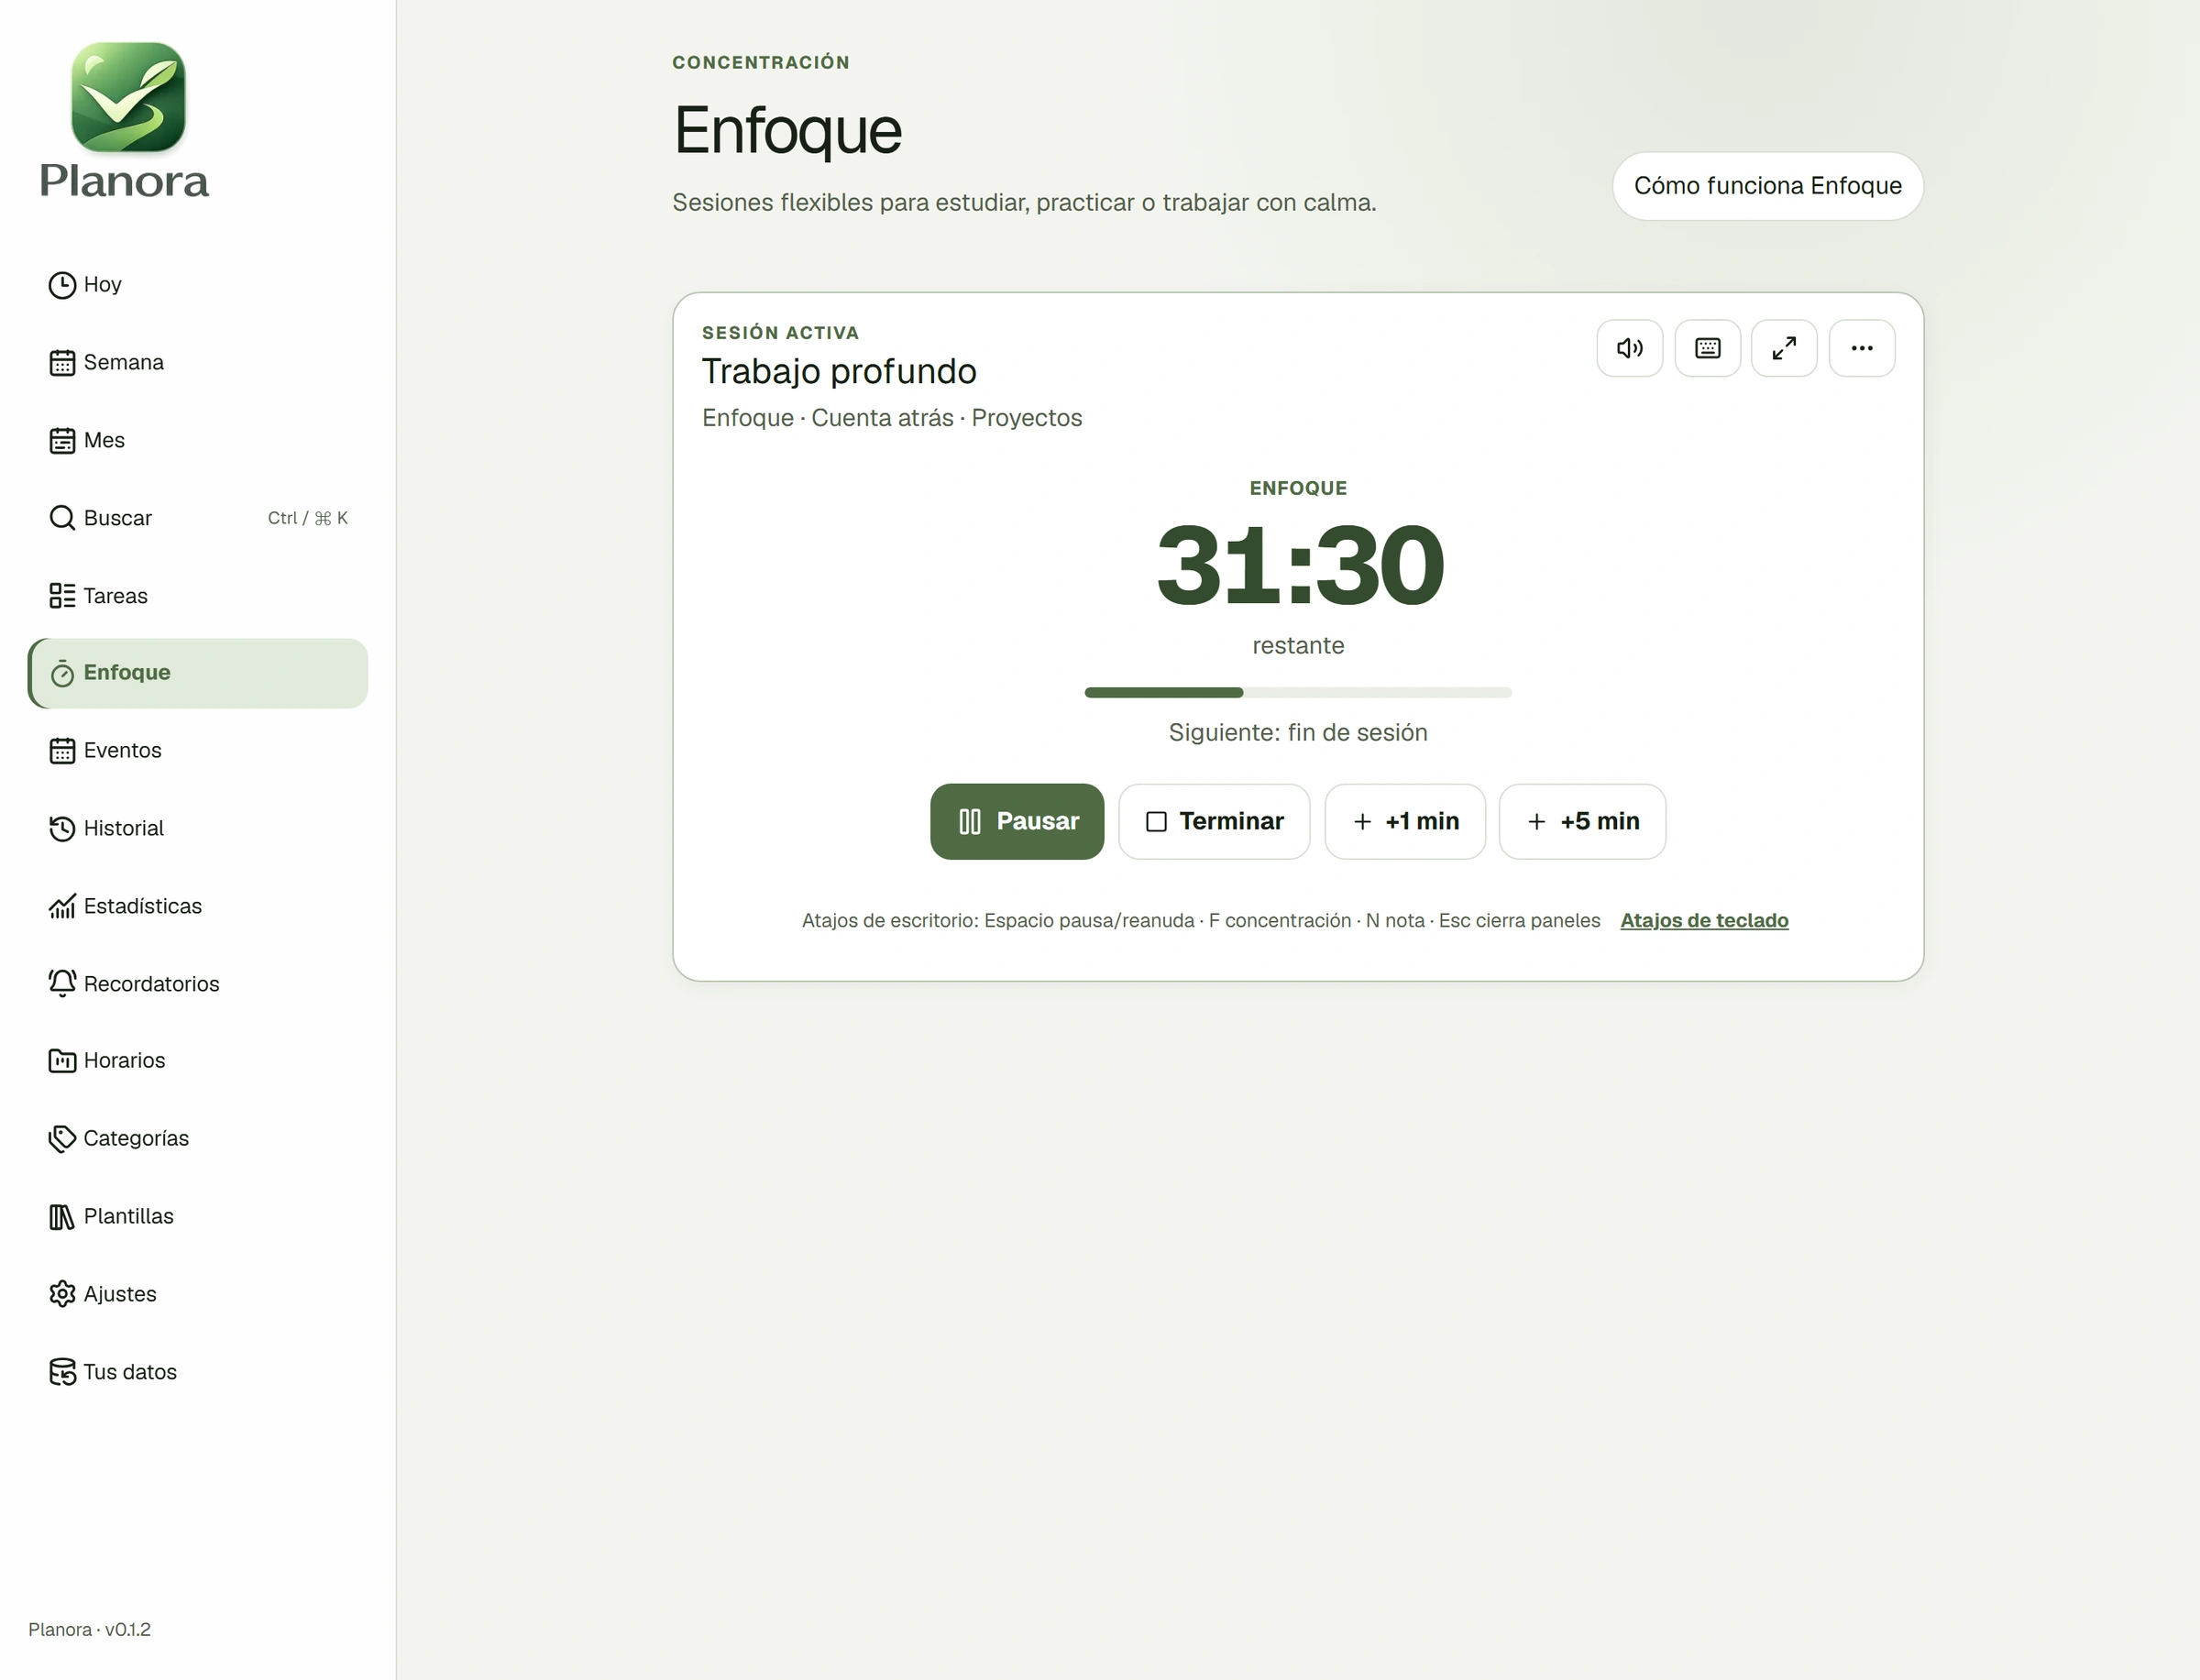 Planora
Hoy
Semana
Mes
Buscar Ctrl / ⌘ K
Tareas
Enfoque
Eventos
Historial
Estadísticas
Recordatorios
Horarios
Categorías
Plantillas
Ajustes
Tus datos
Planora · v0.1.2
CONCENTRACIÓN
Enfoque
Sesiones flexibles para estudiar, practicar o trabajar con calma.
Cómo funciona Enfoque
SESIÓN ACTIVA
Trabajo profundo
Enfoque · Cuenta atrás · Proyectos
ENFOQUE
31:30
restante
Siguiente: fin de sesión
Pausar Terminar +1 min +5 min
Atajos de escritorio: Espacio pausa/reanuda · F concentración · N nota · Esc cierra paneles Atajos de teclado